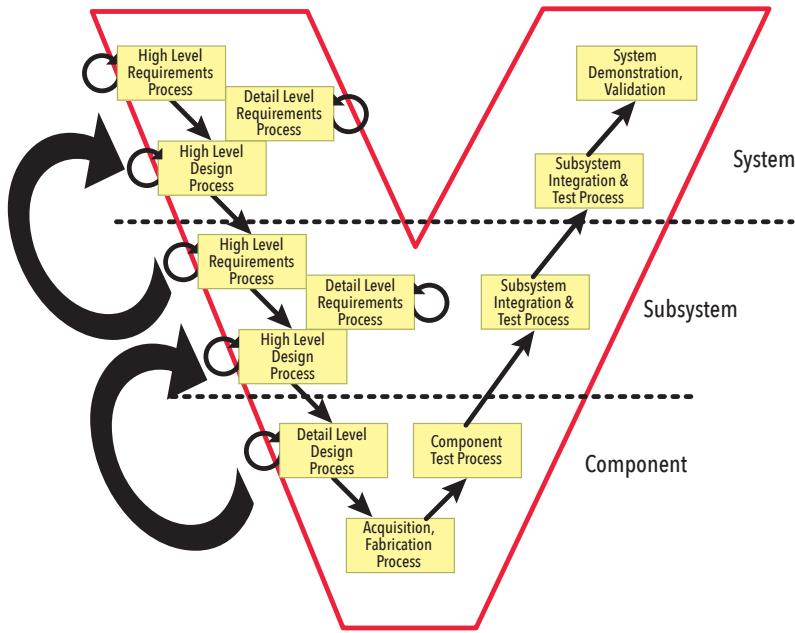 High Level
Requirements
Process
Detail Level
Requirements
Process
High Level
Design
Process
High Level
Requirements
Process
Detail Level
Requirements
Process
High Level
Design
Process
Detail Level
Design
Process
Acquisition,
Fabrication
Process
Component
Test Process
Subsystem
Integration &
Test Process
Subsystem
Integration &
Test Process
System
Demonstration,
Validation
System
Subsystem
Component